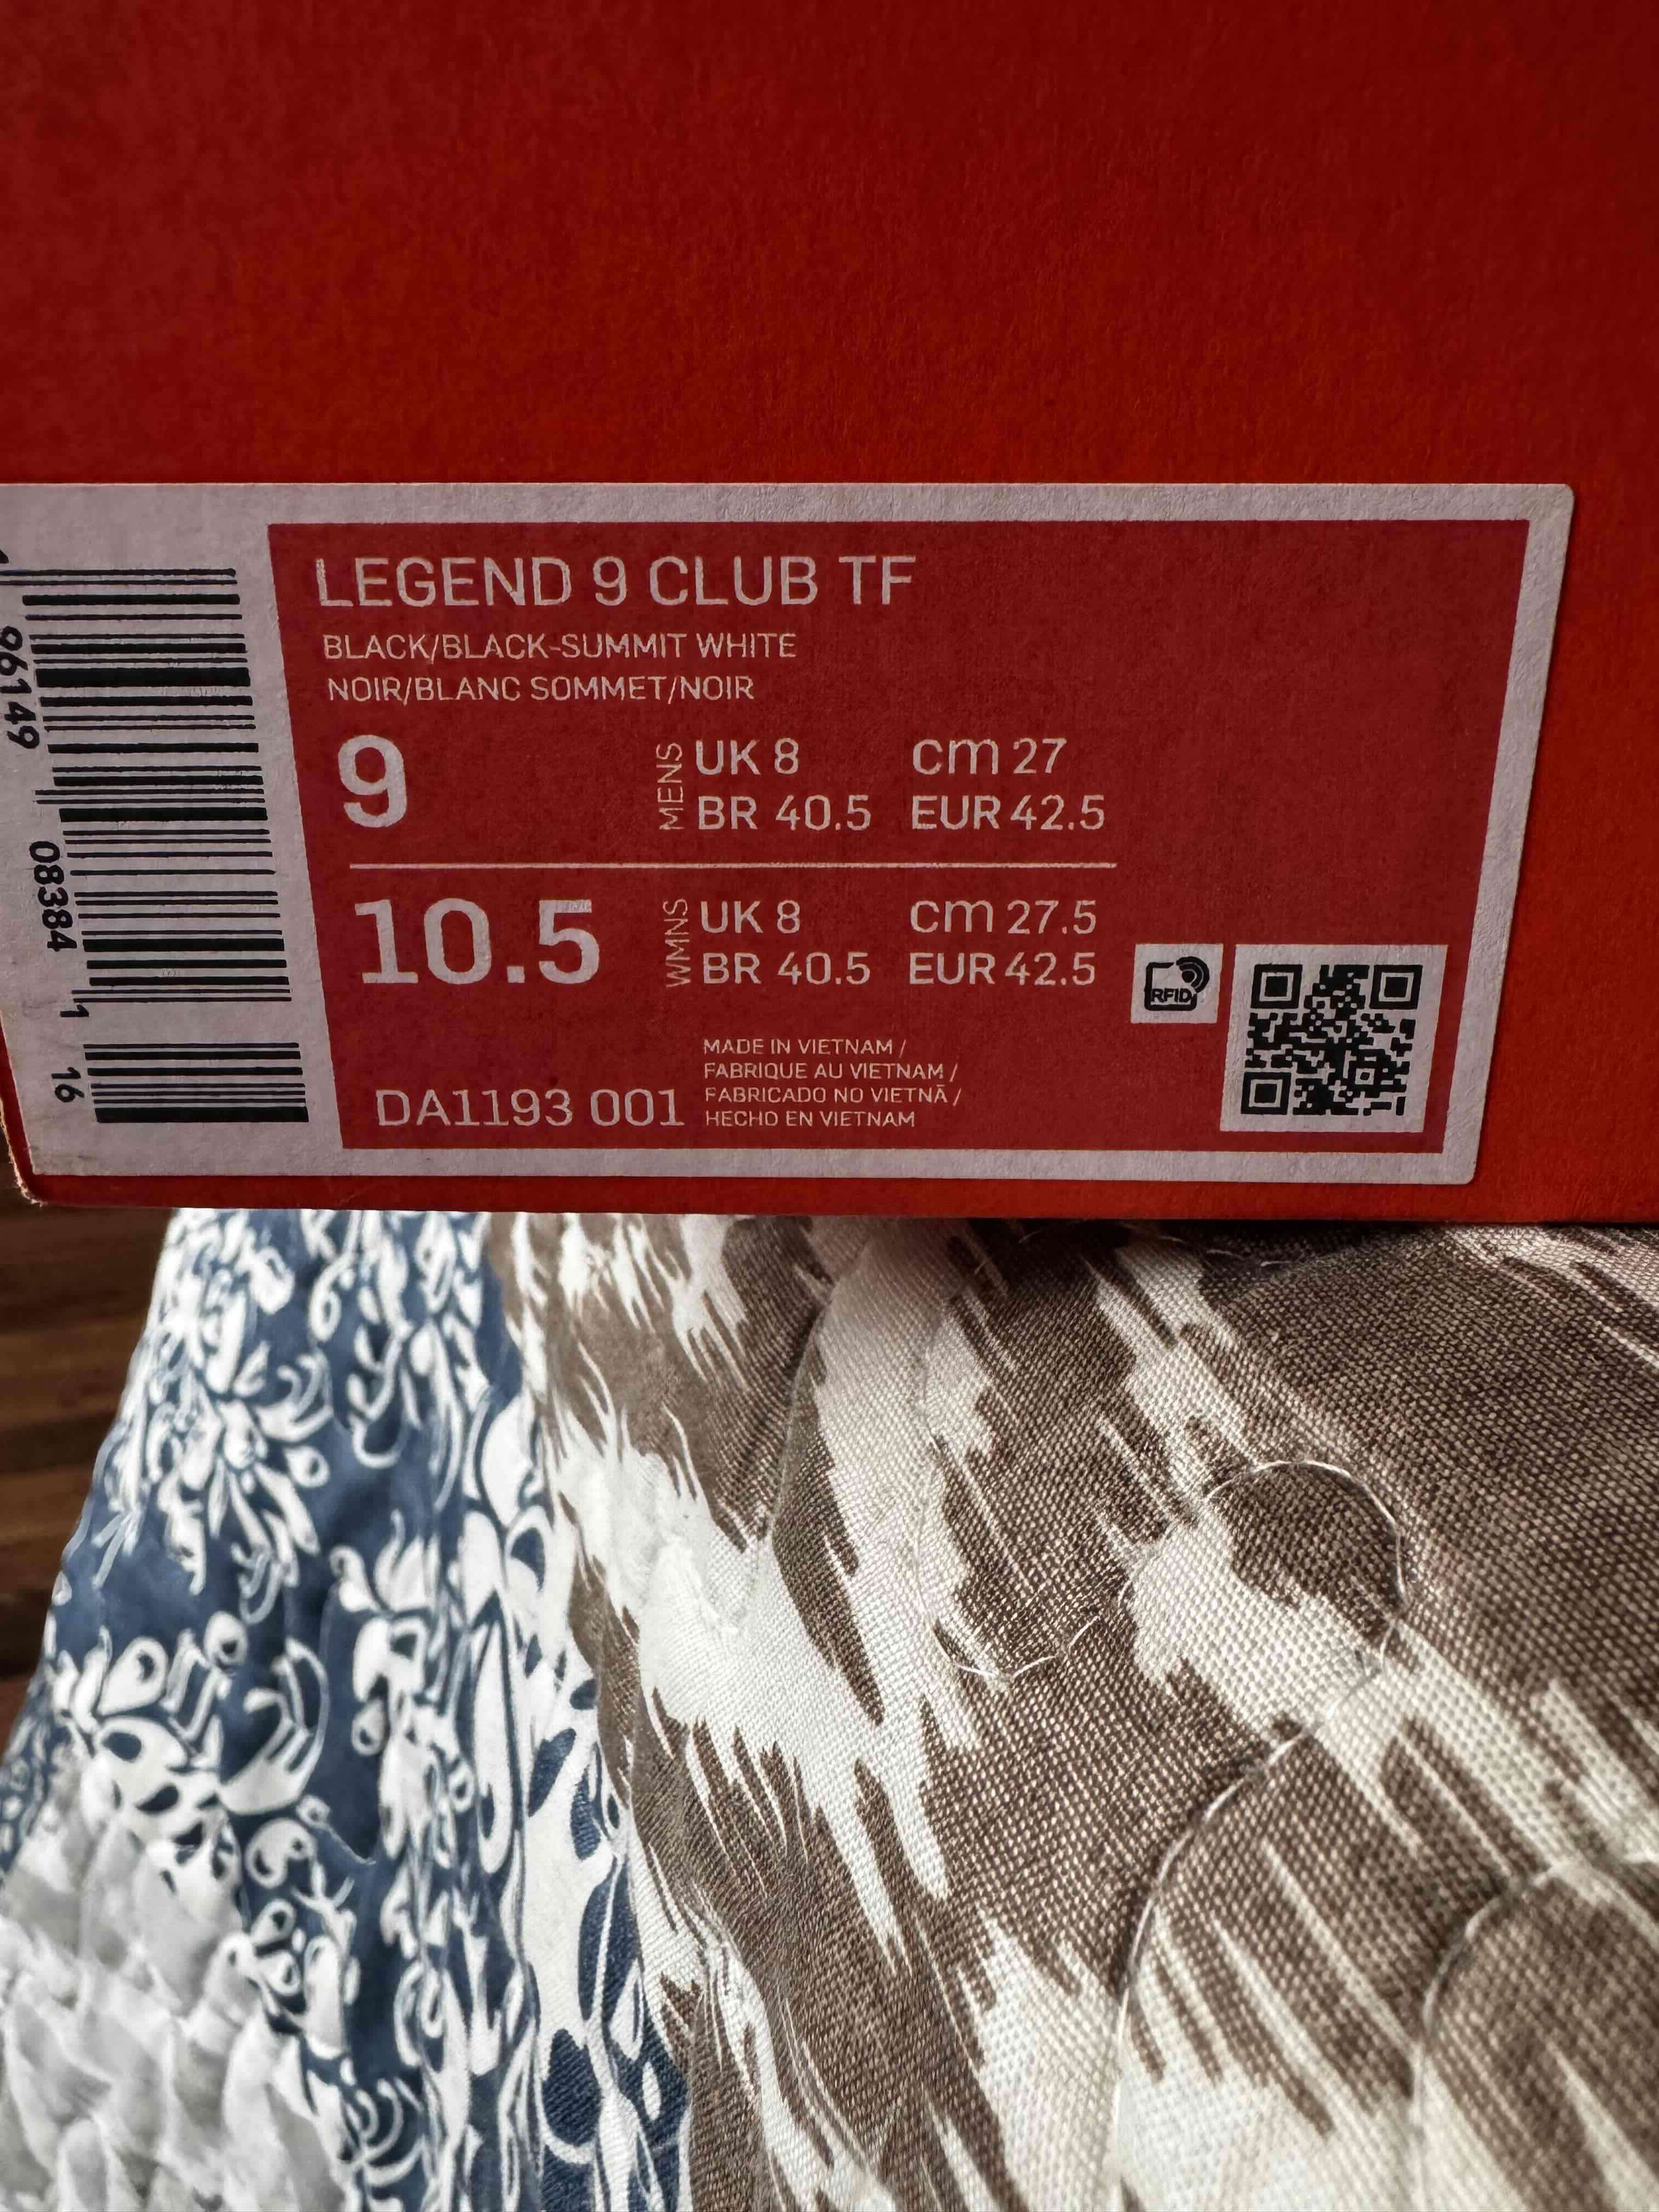 LEGEND 9 CLUB TF
BLACK/BLACK-SUMMIT WHITE
NOIR/BLANC SOMMET/NOIR
9
MENS
UK 8 cm 27
BR 40.5 EUR 42.5
10.5
WMNS
UK 8 cm 27.5
BR 40.5 EUR 42.5
RFID
MADE IN VIETNAM /
FABRIQUE AU VIETNAM /
FABRICADO NO VIETNÃ /
HECHO EN VIETNAM
DA1193 001
96149 08384 1 16